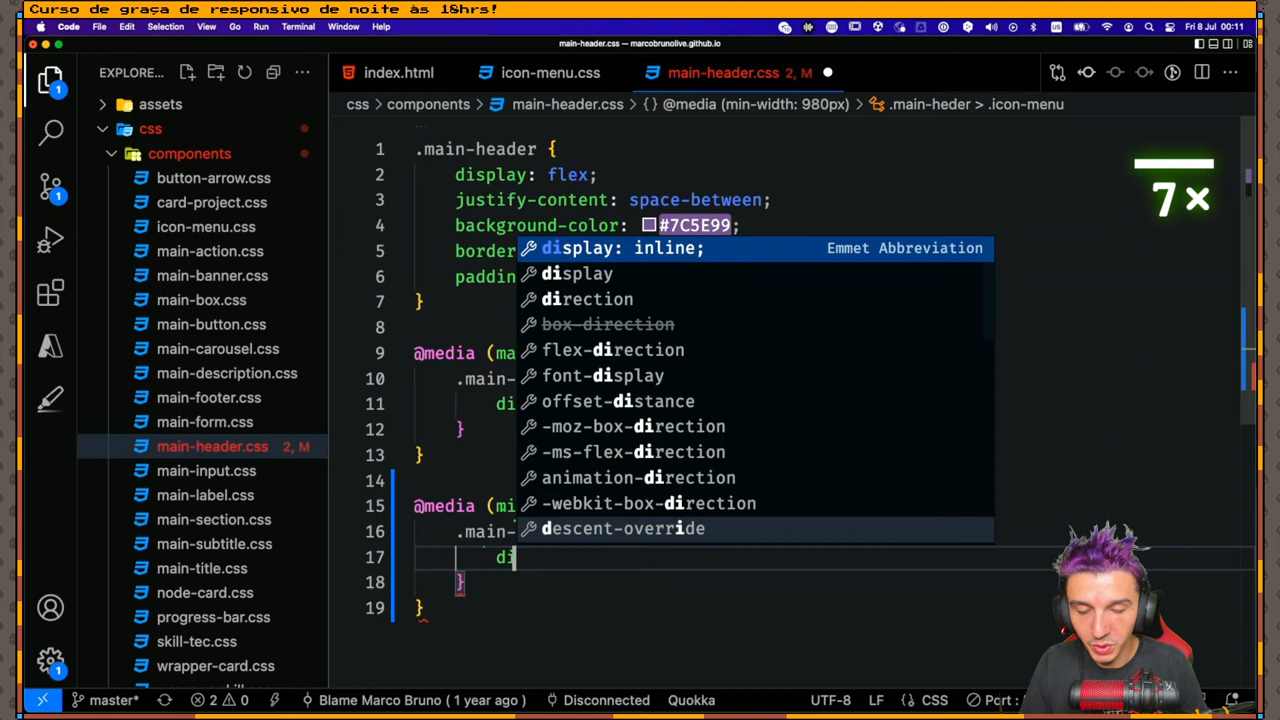 Curso de graça de responsivo de noite às 18hrs!
Code File Edit Selection View Go Run Terminal Window Help
Fri 8 Jul 00:11
main-header.css — marcobrunolive.github.io
EXPLORE... ···
index.html
icon-menu.css
main-header.css 2, M
css > components > main-header.css > {} @media (min-width: 980px) > .main-heder > .icon-menu
assets
css
components
button-arrow.css
card-project.css
icon-menu.css
main-action.css
main-banner.css
main-box.css
main-button.css
main-carousel.css
main-description.css
main-footer.css
main-form.css
main-header.css 2, M
main-input.css
main-label.css
main-section.css
main-subtitle.css
main-title.css
node-card.css
progress-bar.css
skill-tec.css
wrapper-card.css
1 .main-header {
2 display: flex;
3 justify-content: space-between;
4 background-color: #7C5E99;
5 border
6 paddin
7 }
8
9 @media (ma
10 .main-
11 di
12 }
13 }
14
15 @media (mi
16 .main-
17 di
18 }
19 }
display: inline; Emmet Abbreviation
display
direction
box-direction
flex-direction
font-display
offset-distance
-moz-box-direction
-ms-flex-direction
animation-direction
-webkit-box-direction
descent-override
7×
1
1
1
master* 2 0 Blame Marco Bruno ( 1 year ago ) Disconnected Quokka UTF-8 LF {} CSS Port :